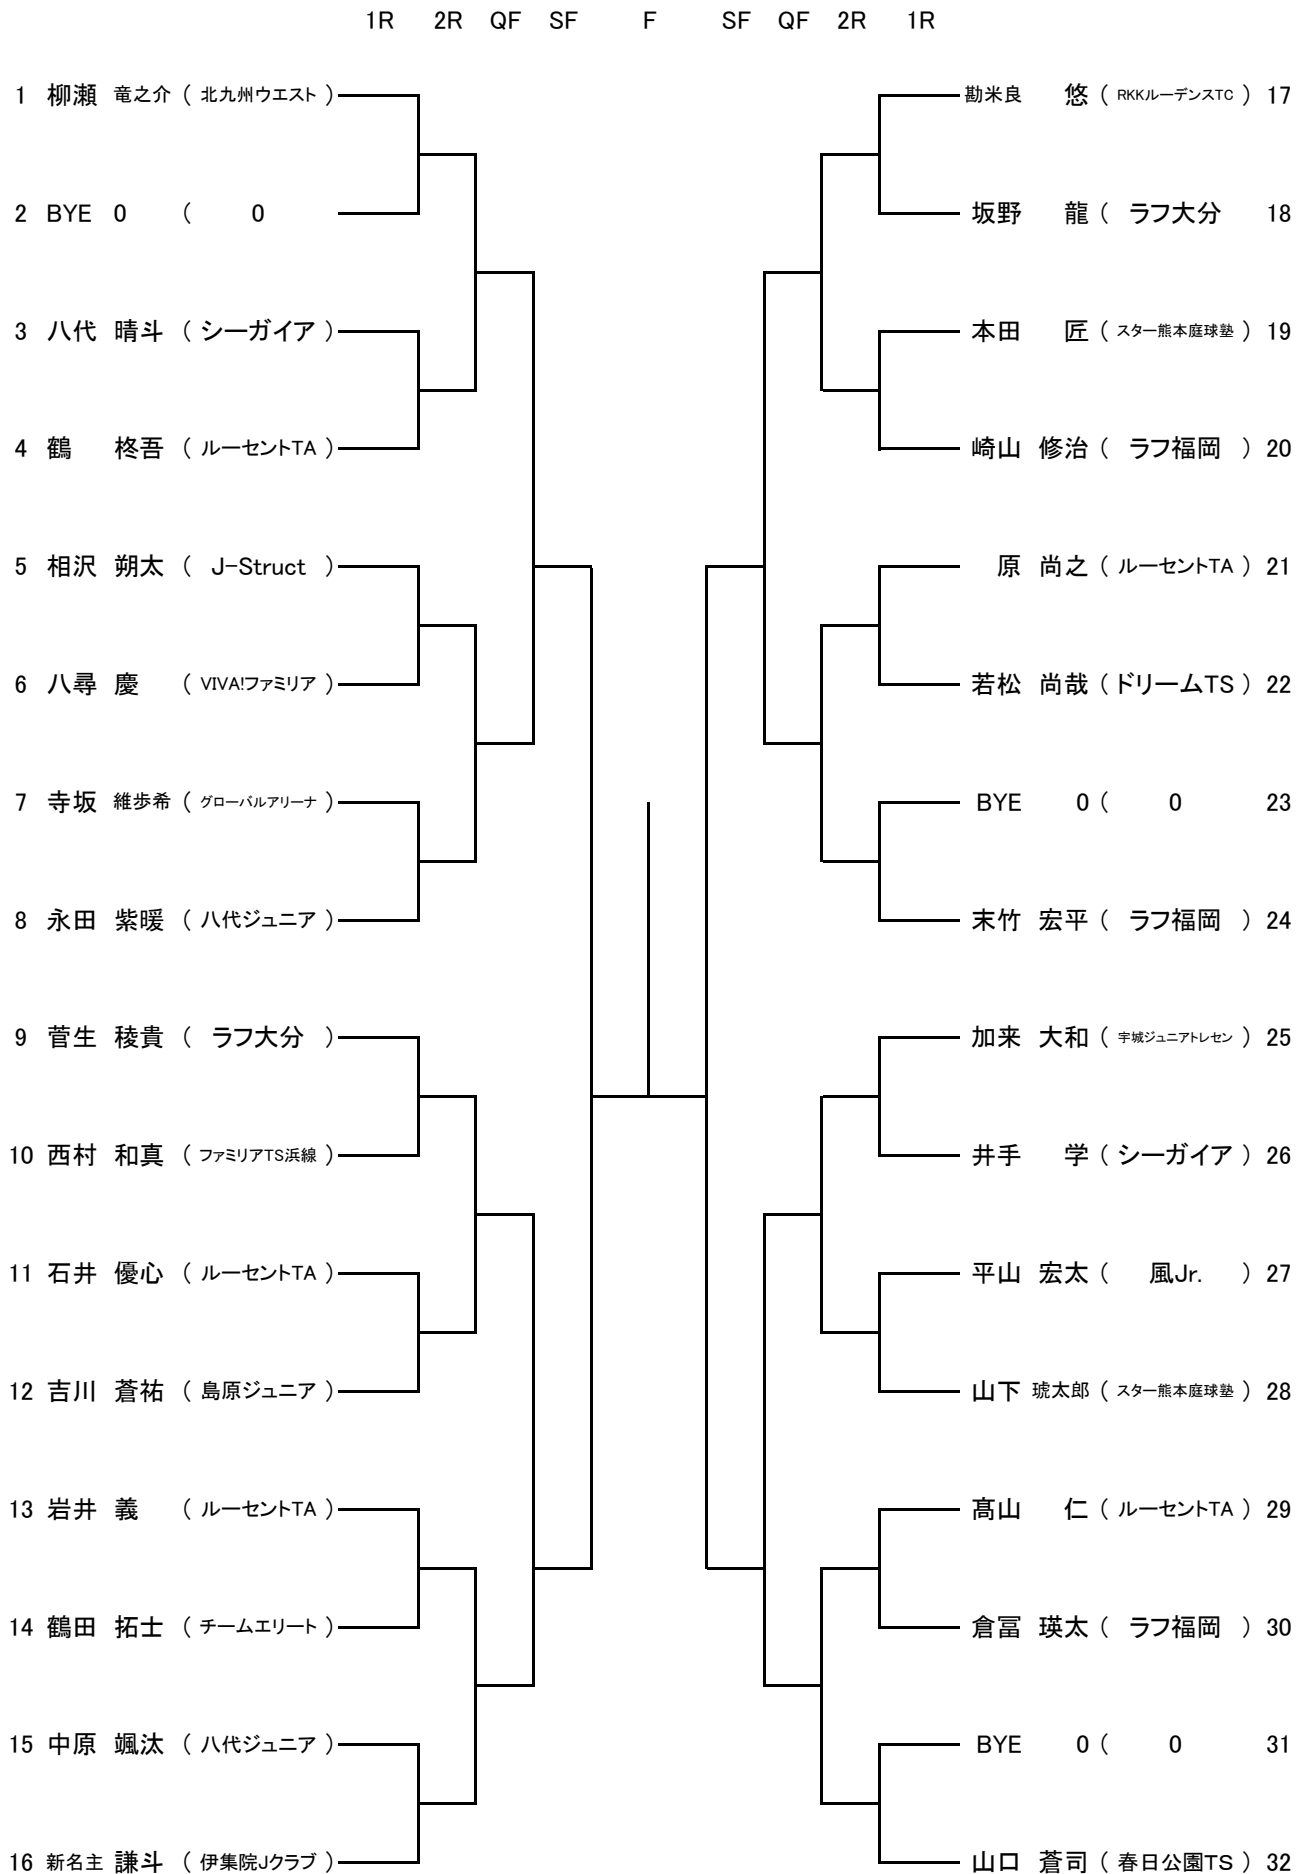 1R 2R QF SF F SF QF 2R 1R
1 柳瀬 竜之介 ( 北九州ウエスト )
2 BYE 0 ( 0
3 八代 晴斗 ( シーガイア )
4 鶴 柊吾 ( ルーセントTA )
5 相沢 朔太 ( J-Struct )
6 八尋 慶 ( VIVA!ファミリア )
7 寺坂 維歩希 ( グローバルアリーナ )
8 永田 紫暖 ( 八代ジュニア )
9 菅生 稜貴 ( ラフ大分 )
10 西村 和真 ( ファミリアTS浜線 )
11 石井 優心 ( ルーセントTA )
12 吉川 蒼祐 ( 島原ジュニア )
13 岩井 義 ( ルーセントTA )
14 鶴田 拓士 ( チームエリート )
15 中原 颯汰 ( 八代ジュニア )
16 新名主 謙斗 ( 伊集院Jクラブ )
勘米良 悠 ( RKKルーデンスTC ) 17
坂野 龍 ( ラフ大分 18
本田 匠 ( スター熊本庭球塾 ) 19
崎山 修治 ( ラフ福岡 ) 20
原 尚之 ( ルーセントTA ) 21
若松 尚哉 ( ドリームTS ) 22
BYE 0 ( 0 23
末竹 宏平 ( ラフ福岡 ) 24
加来 大和 ( 宇城ジュニアトレセン ) 25
井手 学 ( シーガイア ) 26
平山 宏太 ( 風Jr. ) 27
山下 琥太郎 ( スター熊本庭球塾 ) 28
髙山 仁 ( ルーセントTA ) 29
倉冨 瑛太 ( ラフ福岡 ) 30
BYE 0 ( 0 31
山口 蒼司 ( 春日公園TS ) 32